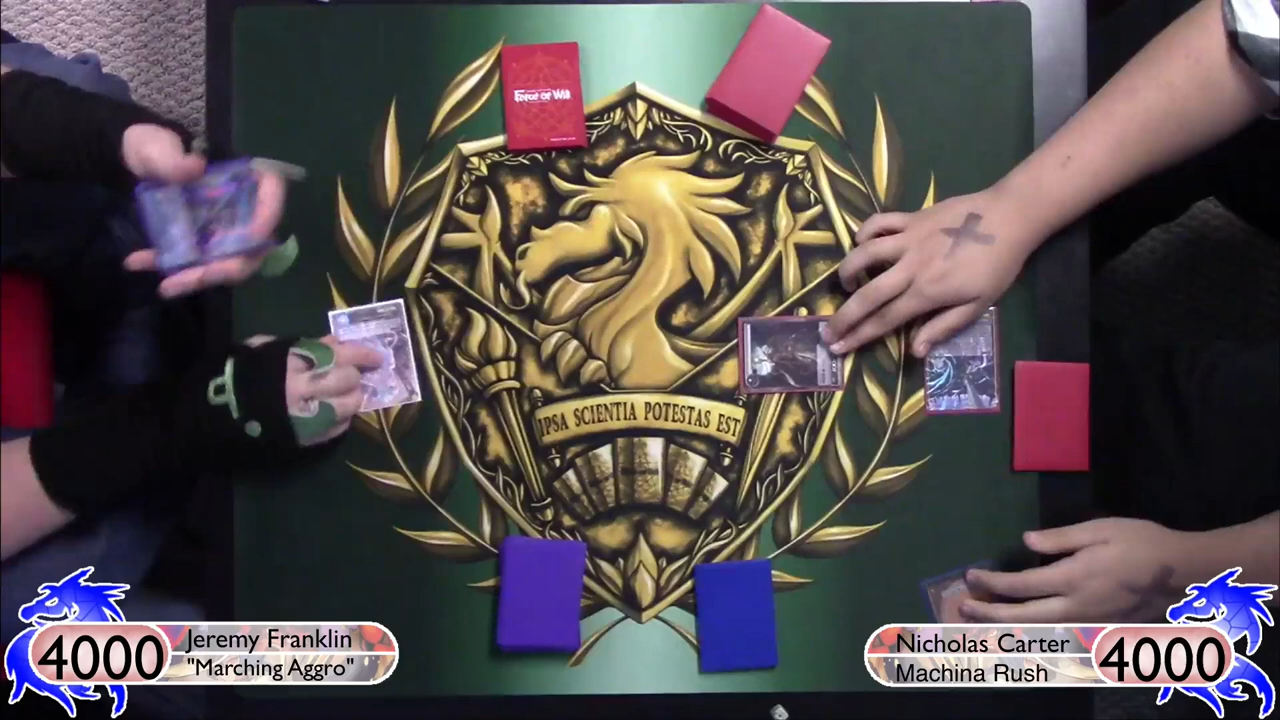 Force of Will
IPSA SCIENTIA POTESTAS EST
4000
Jeremy Franklin
"Marching Aggro"
Nicholas Carter
Machina Rush
4000